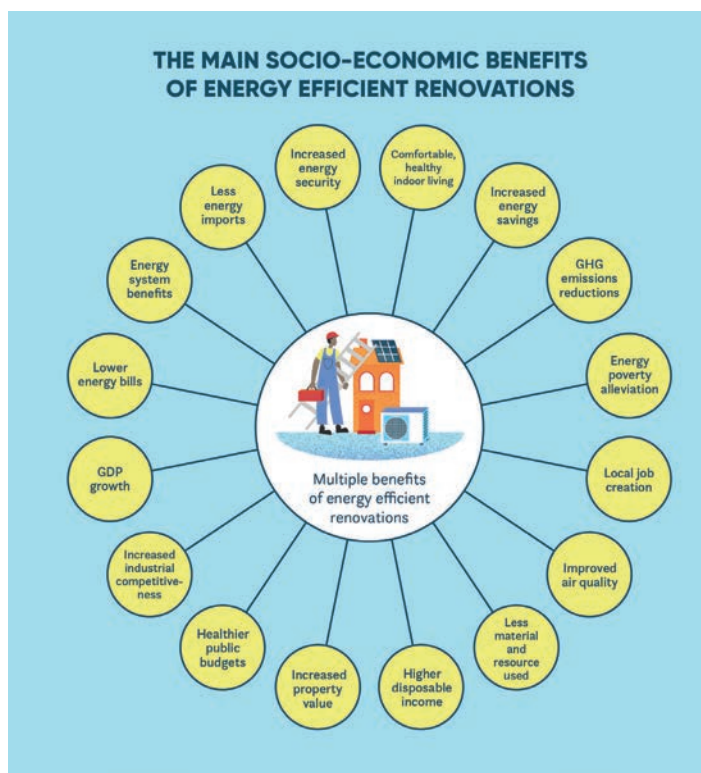 THE MAIN SOCIO-ECONOMIC BENEFITS
OF ENERGY EFFICIENT RENOVATIONS
Increased
energy
security
Comfortable,
healthy
indoor living
Increased
energy
savings
GHG
emissions
reductions
Energy
poverty
alleviation
Local job
creation
Improved
air quality
Less
material
and
resource
used
Higher
disposable
income
Increased
property
value
Healthier
public
budgets
Increased
industrial
competitive-
ness
GDP
growth
Lower
energy bills
Energy
system
benefits
Less
energy
imports
Multiple benefits
of energy efficient
renovations